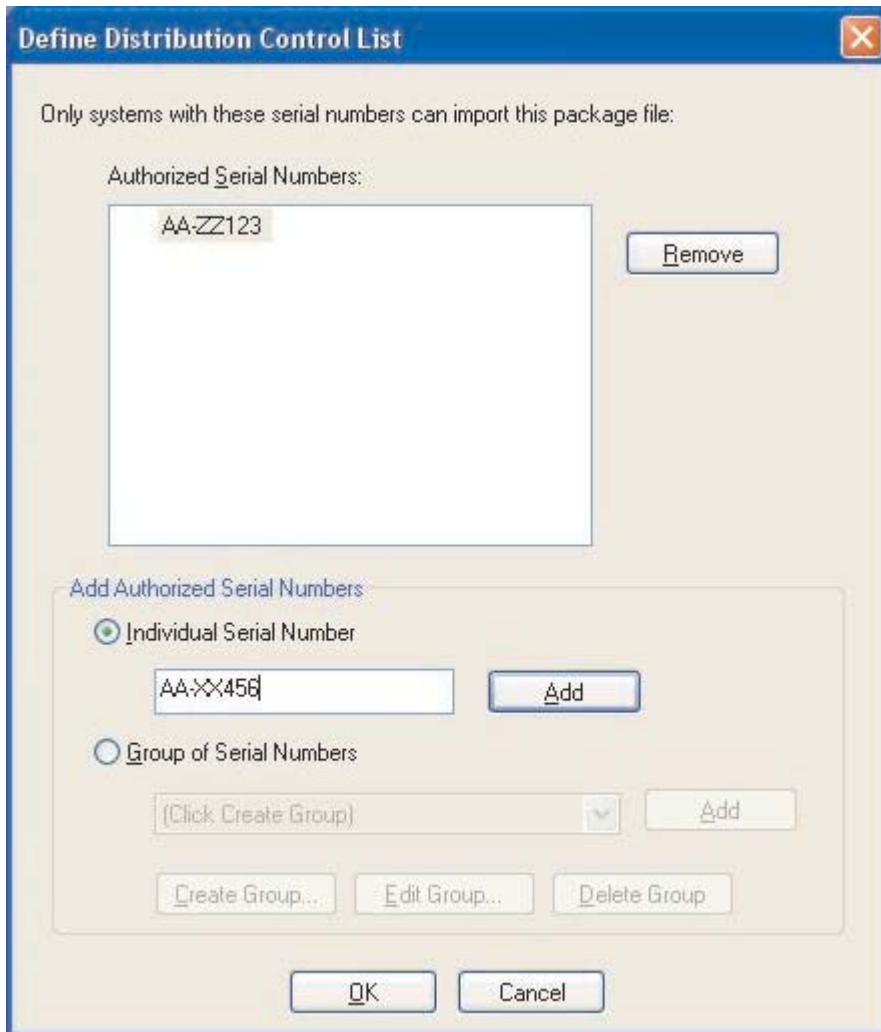 Define Distribution Control List
Only systems with these serial numbers can import this package file:
Authorized Serial Numbers:
AA-ZZ123
Remove
Add Authorized Serial Numbers
Individual Serial Number
AA-XX456
Add
Group of Serial Numbers
(Click Create Group)
Add
Create Group...
Edit Group...
Delete Group
OK
Cancel